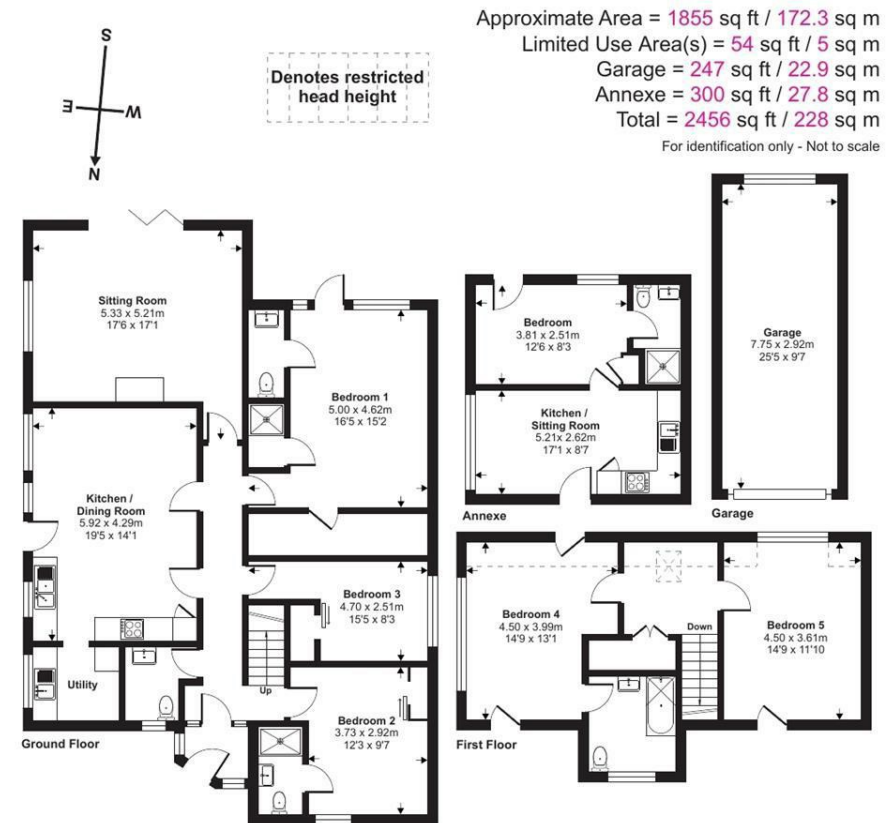 Approximate Area = 1855 sq ft / 172.3 sq m
Limited Use Area(s) = 54 sq ft / 5 sq m
Garage = 247 sq ft / 22.9 sq m
Annexe = 300 sq ft / 27.8 sq m
Total = 2456 sq ft / 228 sq m
For identification only - Not to scale
S
E
W
N
Denotes restricted
head height
Sitting Room
5.33 x 5.21m
17'6 x 17'1
Bedroom 1
5.00 x 4.62m
16'5 x 15'2
Kitchen /
Dining Room
5.92 x 4.29m
19'5 x 14'1
Bedroom 3
4.70 x 2.51m
15'5 x 8'3
Utility
Up
Bedroom 2
3.73 x 2.92m
12'3 x 9'7
Ground Floor
Bedroom
3.81 x 2.51m
12'6 x 8'3
Kitchen /
Sitting Room
5.21x 2.62m
17'1 x 8'7
Annexe
Garage
7.75 x 2.92m
25'5 x 9'7
Garage
Bedroom 4
4.50 x 3.99m
14'9 x 13'1
Down
Bedroom 5
4.50 x 3.61m
14'9 x 11'10
First Floor